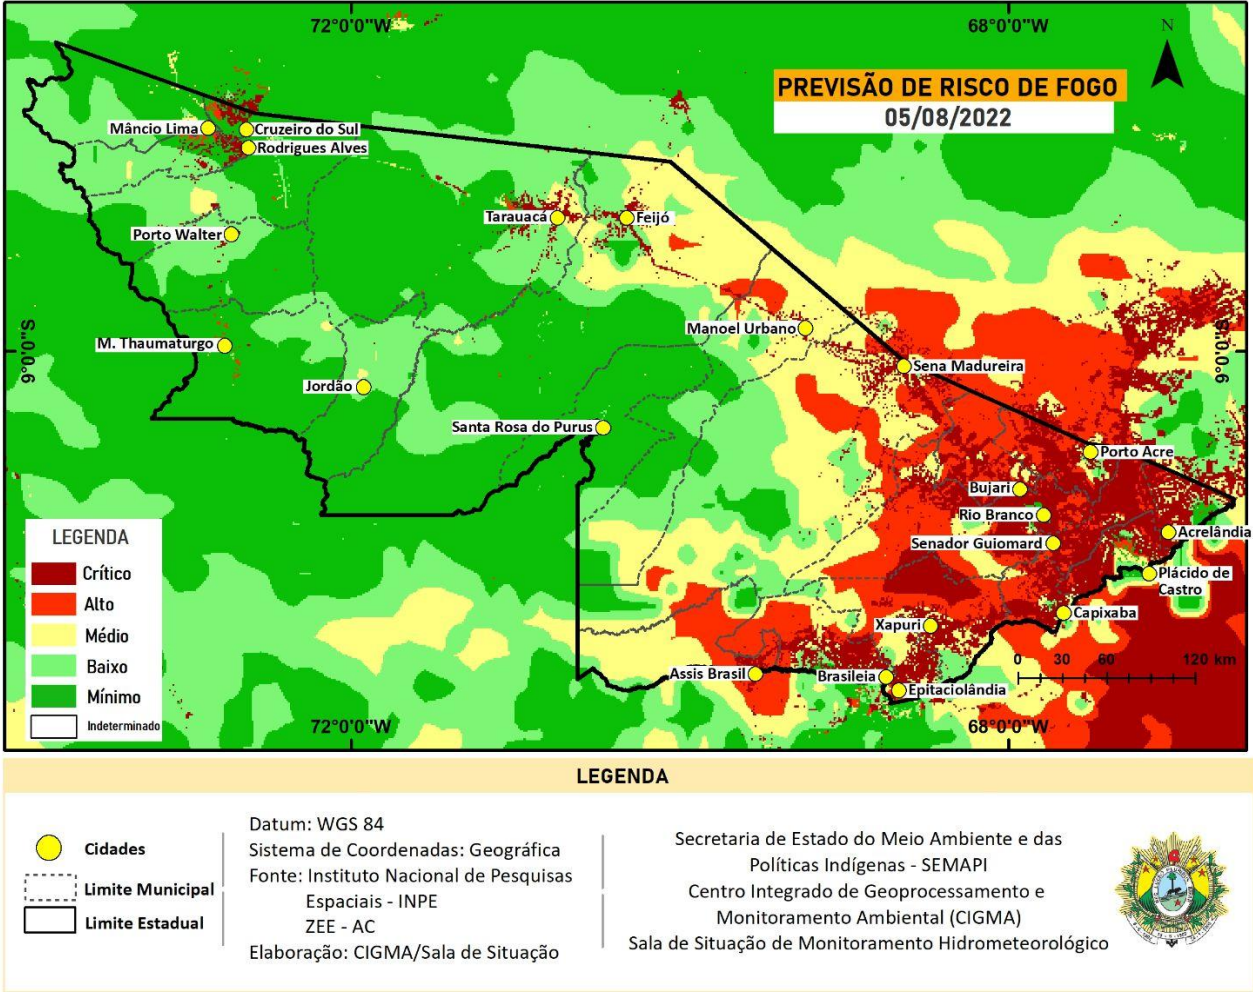 72°0'0"W
68°0'0"W
N
PREVISÃO DE RISCO DE FOGO
05/08/2022
Mâncio Lima
Cruzeiro do Sul
Rodrigues Alves
Tarauacá
Feijó
Porto Walter
Manoel Urbano
9°0'0"S
9°0'0"S
M. Thaumaturgo
Sena Madureira
Jordão
Santa Rosa do Purus
Porto Acre
Bujari
Rio Branco
Senador Guiomard
Acrelândia
Plácido de
Castro
Capixaba
Xapuri
Assis Brasil
Brasileia
Epitaciolândia
0 30 60 120 km
72°0'0"W
68°0'0"W
LEGENDA
Crítico
Alto
Médio
Baixo
Mínimo
Indeterminado
LEGENDA
Cidades
Limite Municipal
Limite Estadual
Datum: WGS 84
Sistema de Coordenadas: Geográfica
Fonte: Instituto Nacional de Pesquisas
Espaciais - INPE
ZEE - AC
Elaboração: CIGMA/Sala de Situação
Secretaria de Estado do Meio Ambiente e das
Políticas Indígenas - SEMAPI
Centro Integrado de Geoprocessamento e
Monitoramento Ambiental (CIGMA)
Sala de Situação de Monitoramento Hidrometeorológico